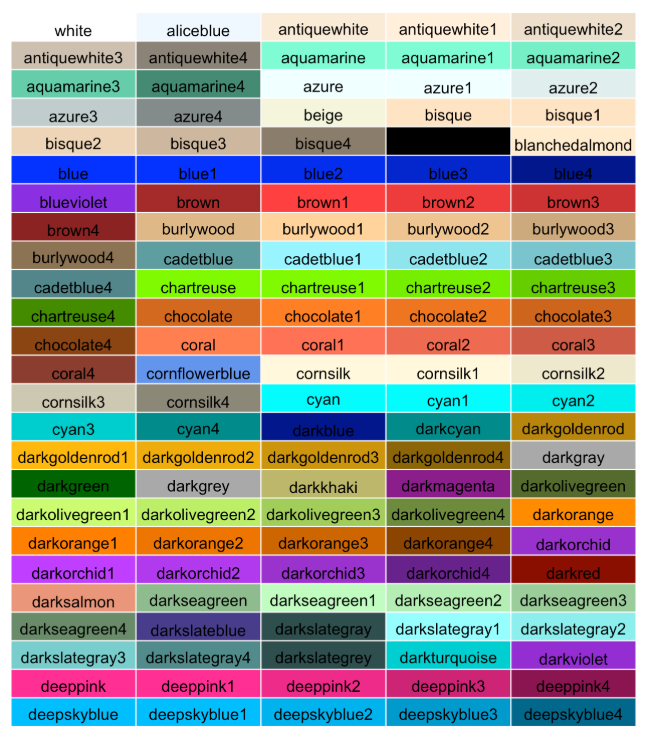 white aliceblue antiquewhite antiquewhite1 antiquewhite2
antiquewhite3 antiquewhite4 aquamarine aquamarine1 aquamarine2
aquamarine3 aquamarine4 azure azure1 azure2
azure3 azure4 beige bisque bisque1
bisque2 bisque3 bisque4 blanchedalmond
blue blue1 blue2 blue3 blue4
blueviolet brown brown1 brown2 brown3
brown4 burlywood burlywood1 burlywood2 burlywood3
burlywood4 cadetblue cadetblue1 cadetblue2 cadetblue3
cadetblue4 chartreuse chartreuse1 chartreuse2 chartreuse3
chartreuse4 chocolate chocolate1 chocolate2 chocolate3
chocolate4 coral coral1 coral2 coral3
coral4 cornflowerblue cornsilk cornsilk1 cornsilk2
cornsilk3 cornsilk4 cyan cyan1 cyan2
cyan3 cyan4 darkblue darkcyan darkgoldenrod
darkgoldenrod1 darkgoldenrod2 darkgoldenrod3 darkgoldenrod4 darkgray
darkgreen darkgrey darkkhaki darkmagenta darkolivegreen
darkolivegreen1 darkolivegreen2 darkolivegreen3 darkolivegreen4 darkorange
darkorange1 darkorange2 darkorange3 darkorange4 darkorchid
darkorchid1 darkorchid2 darkorchid3 darkorchid4 darkred
darksalmon darkseagreen darkseagreen1 darkseagreen2 darkseagreen3
darkseagreen4 darkslateblue darkslategray darkslategray1 darkslategray2
darkslategray3 darkslategray4 darkslategrey darkturquoise darkviolet
deeppink deeppink1 deeppink2 deeppink3 deeppink4
deepskyblue deepskyblue1 deepskyblue2 deepskyblue3 deepskyblue4